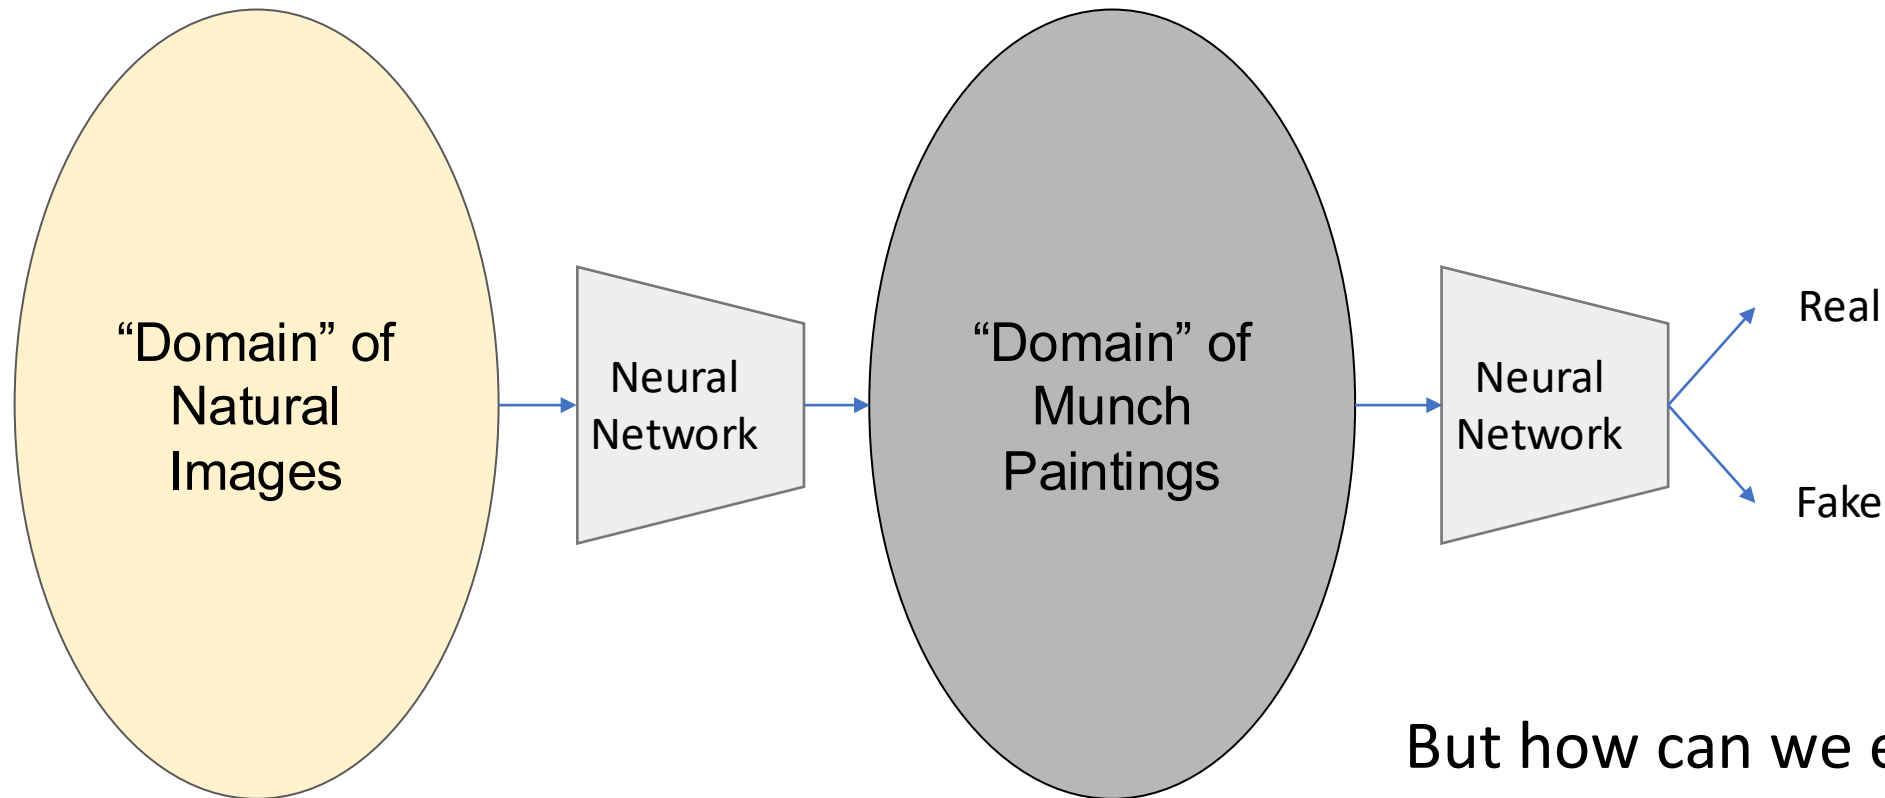 “Domain” of
Natural
Images
Neural
Network
“Domain” of
Munch
Paintings
Neural
Network
Real
Fake
But how can we e